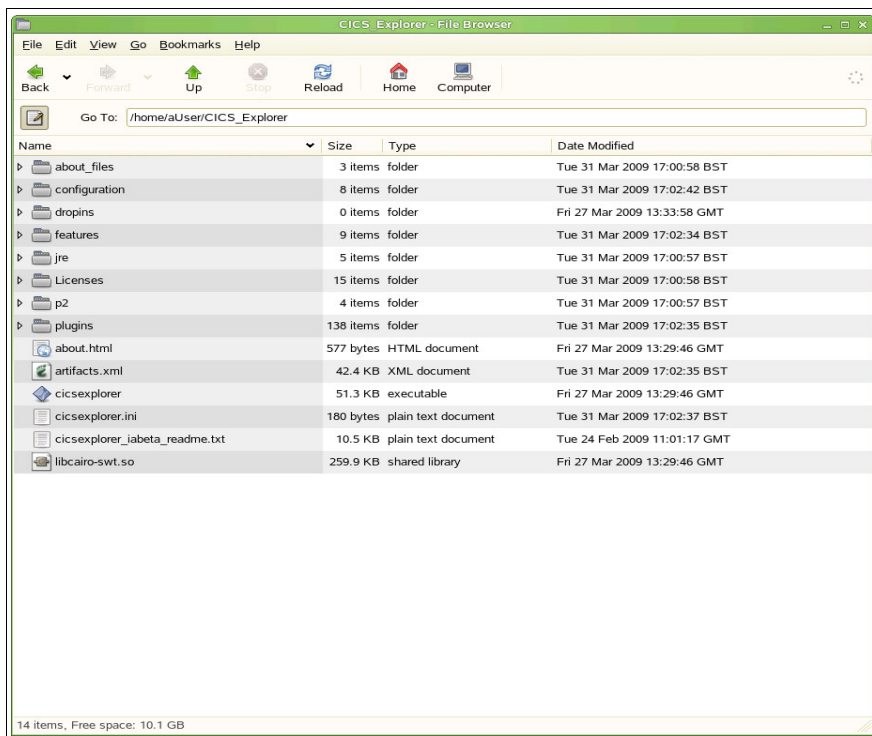 CICS_Explorer - File Browser
File Edit View Go Bookmarks Help
Back Forward Up Stop Reload Home Computer
Go To: /home/aUser/CICS_Explorer
Name Size Type Date Modified
about_files 3 items folder Tue 31 Mar 2009 17:00:58 BST
configuration 8 items folder Tue 31 Mar 2009 17:02:42 BST
dropins 0 items folder Fri 27 Mar 2009 13:33:58 GMT
features 9 items folder Tue 31 Mar 2009 17:02:34 BST
jre 5 items folder Tue 31 Mar 2009 17:00:57 BST
Licenses 15 items folder Tue 31 Mar 2009 17:00:58 BST
p2 4 items folder Tue 31 Mar 2009 17:00:57 BST
plugins 138 items folder Tue 31 Mar 2009 17:02:35 BST
about.html 577 bytes HTML document Fri 27 Mar 2009 13:29:46 GMT
artifacts.xml 42.4 KB XML document Tue 31 Mar 2009 17:02:35 BST
cicsexplorer 51.3 KB executable Fri 27 Mar 2009 13:29:46 GMT
cicsexplorer.ini 180 bytes plain text document Tue 31 Mar 2009 17:02:37 BST
cicsexplorer_iabeta_readme.txt 10.5 KB plain text document Tue 24 Feb 2009 11:01:17 GMT
libcairo-swt.so 259.9 KB shared library Fri 27 Mar 2009 13:29:46 GMT
14 items, Free space: 10.1 GB